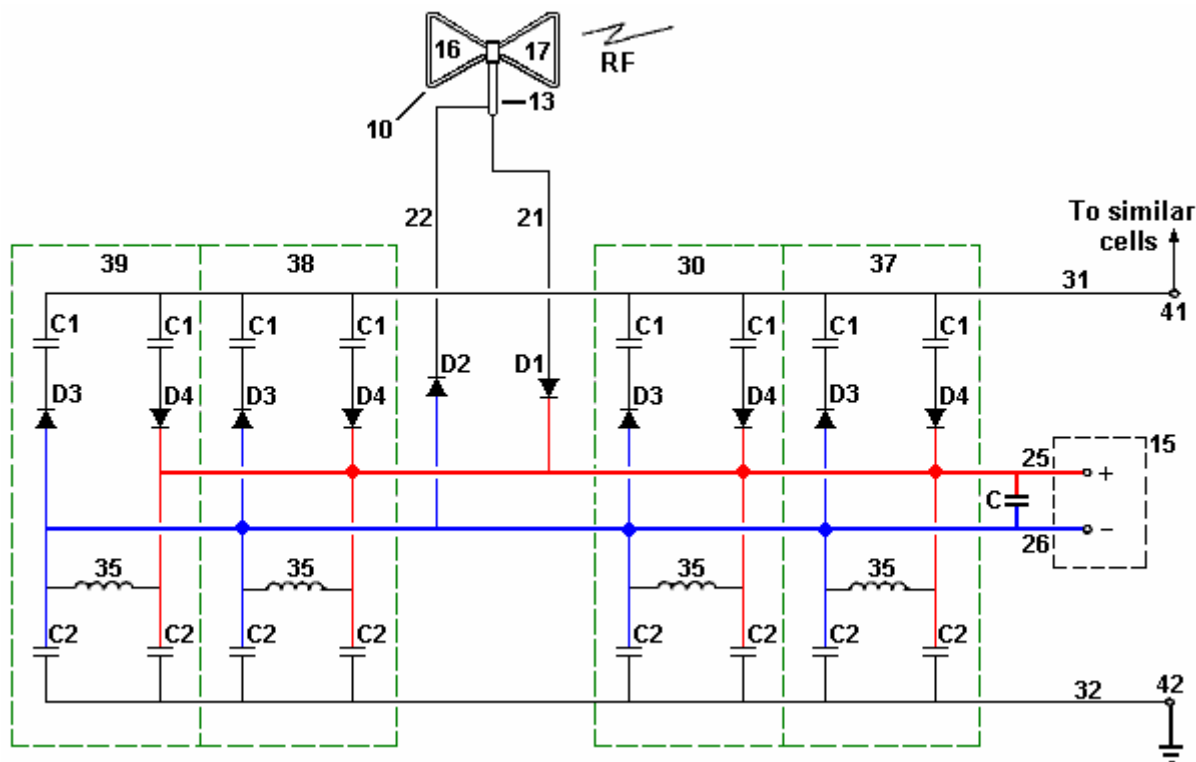 16 17
RF
10 13
To similar
cells
22 21
39 38 30 37
31
41
C1 C1 C1 C1 C1 C1 C1 C1
D2 D1
D3 D4 D3 D4 D3 D4 D3 D4
25 15
+
C
−
26
35 35 35 35
C2 C2 C2 C2 C2 C2 C2 C2
32 42